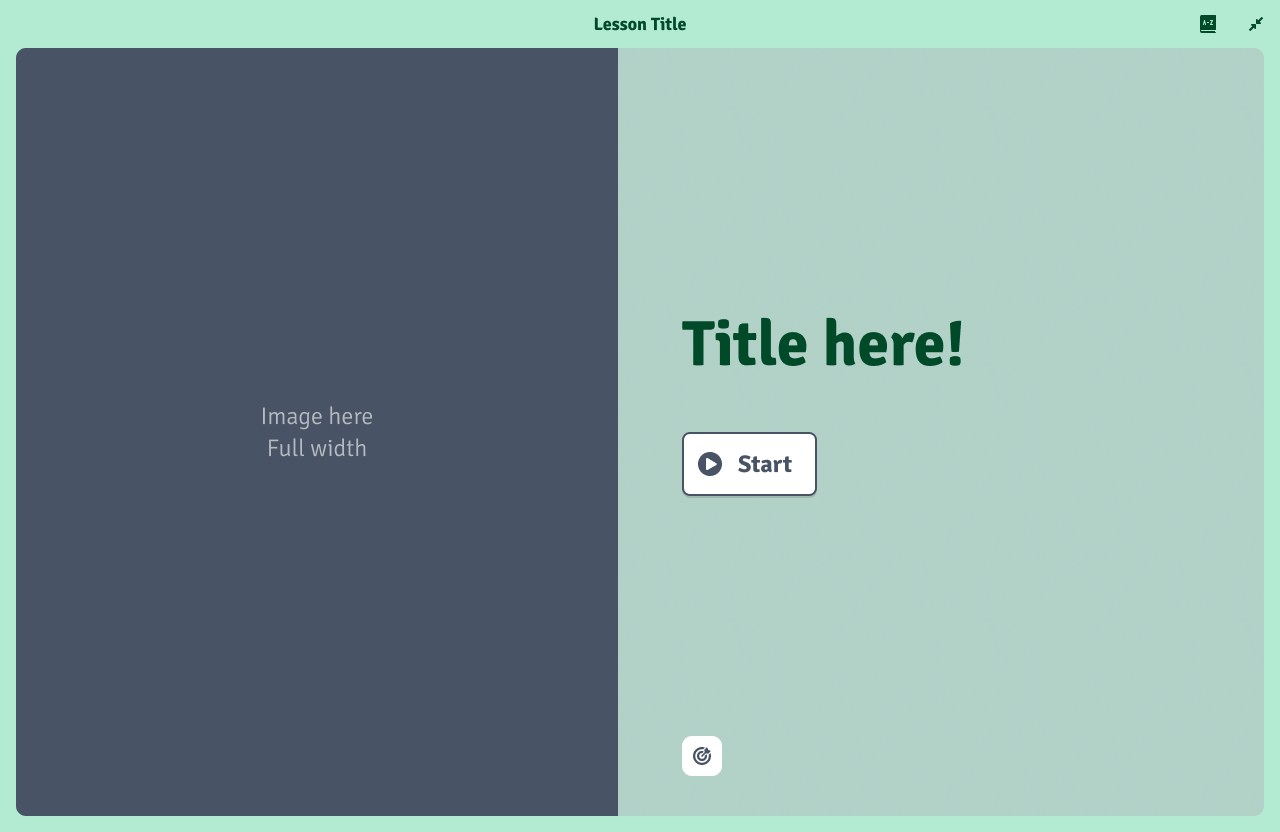 Lesson Title
A-Z
Image here
Full width
Title here!
Start